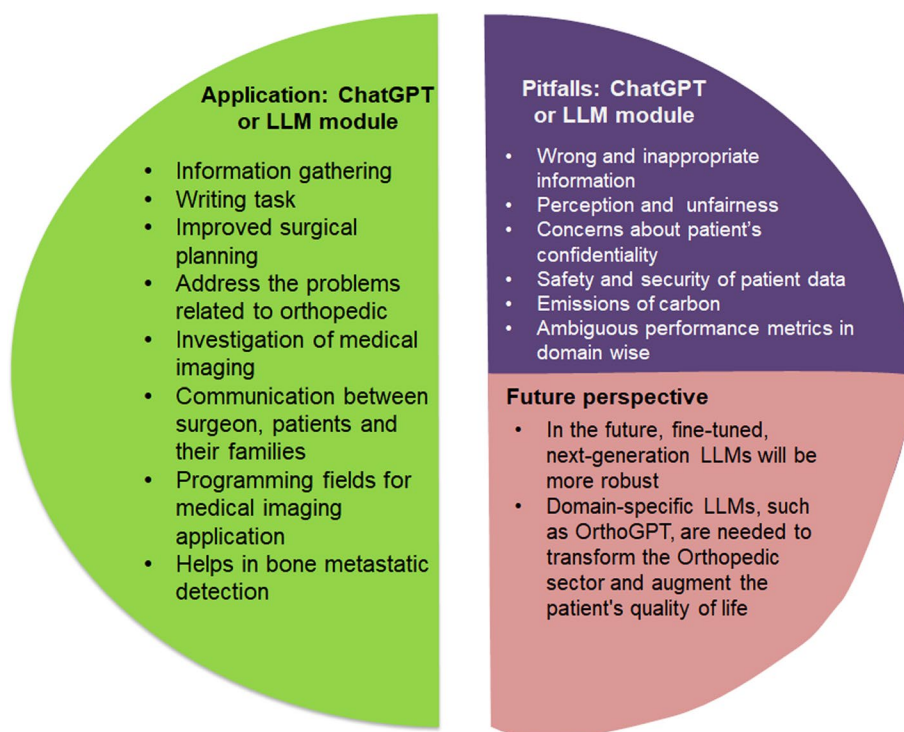 Application: ChatGPT
or LLM module
• Information gathering
• Writing task
• Improved surgical
planning
• Address the problems
related to orthopedic
• Investigation of medical
imaging
• Communication between
surgeon, patients and
their families
• Programming fields for
medical imaging
application
• Helps in bone metastatic
detection
Pitfalls: ChatGPT
or LLM module
• Wrong and inappropriate
information
• Perception and unfairness
• Concerns about patient's
confidentiality
• Safety and security of patient data
• Emissions of carbon
• Ambiguous performance metrics in
domain wise
Future perspective
• In the future, fine-tuned,
next-generation LLMs will be
more robust
• Domain-specific LLMs, such
as OrthoGPT, are needed to
transform the Orthopedic
sector and augment the
patient's quality of life